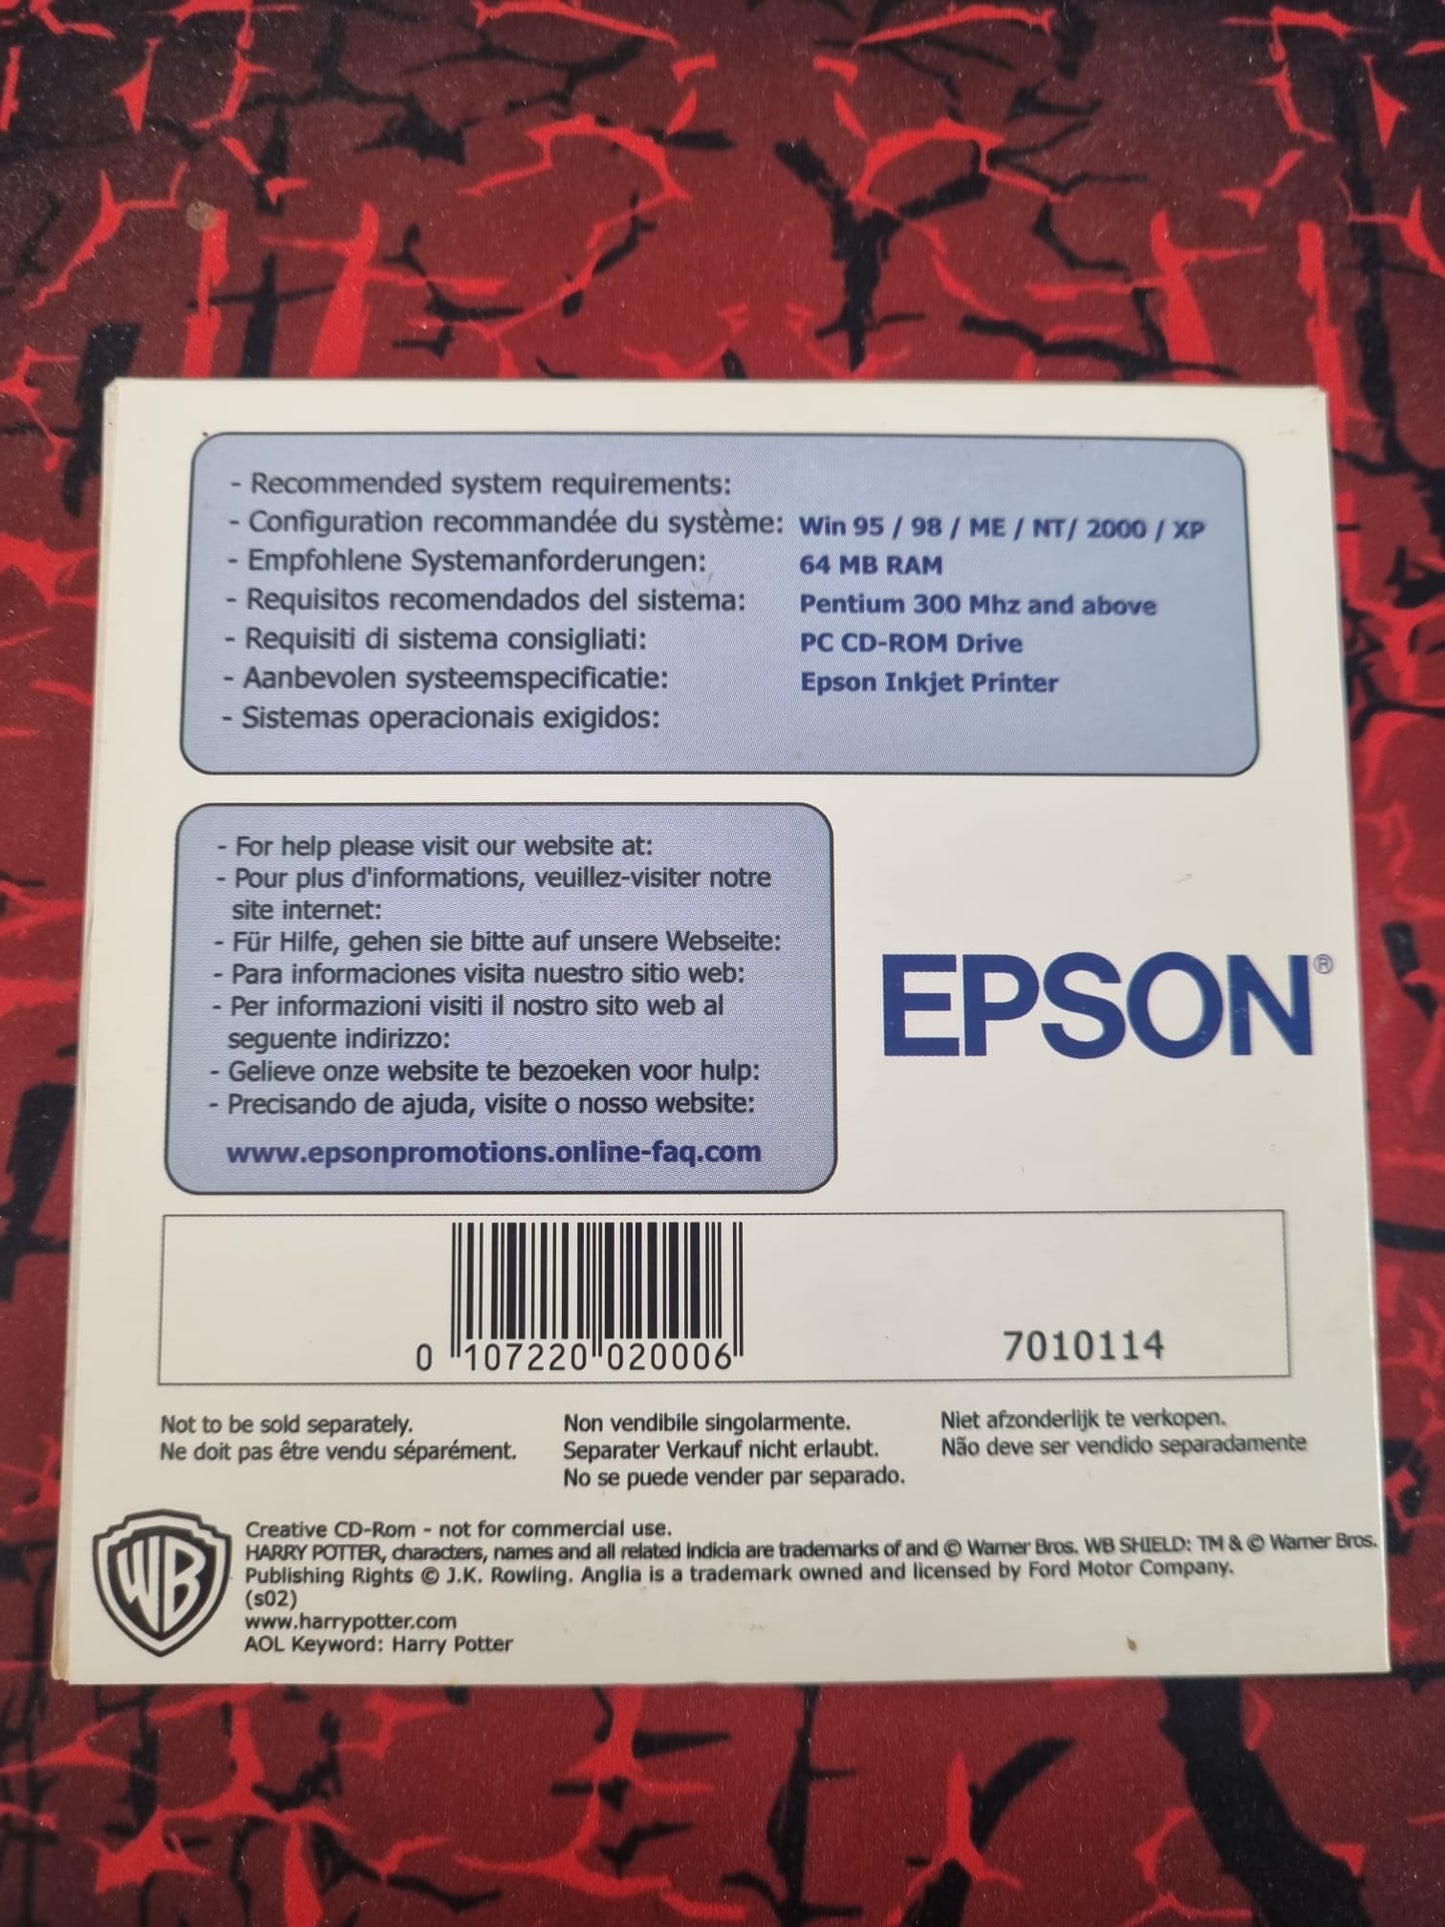 - Recommended system requirements:
- Configuration recommandée du système: Win 95 / 98 / ME / NT/ 2000 / XP
- Empfohlene Systemanforderungen: 64 MB RAM
- Requisitos recomendados del sistema: Pentium 300 Mhz and above
- Requisiti di sistema consigliati: PC CD-ROM Drive
- Aanbevolen systeemspecificatie: Epson Inkjet Printer
- Sistemas operacionais exigidos:
- For help please visit our website at:
- Pour plus d'informations, veuillez-visiter notre
site internet:
- Für Hilfe, gehen sie bitte auf unsere Webseite:
- Para informaciones visita nuestro sitio web:
- Per informazioni visiti il nostro sito web al
seguente indirizzo:
- Gelieve onze website te bezoeken voor hulp:
- Precisando de ajuda, visite o nosso website:
www.epsonpromotions.online-faq.com
EPSON®
0 107220 020006
7010114
Not to be sold separately.
Ne doit pas être vendu séparément.
Non vendibile singolarmente.
Separater Verkauf nicht erlaubt.
No se puede vender par separado.
Niet afzonderlijk te verkopen.
Não deve ser vendido separadamente
WB
Creative CD-Rom - not for commercial use.
HARRY POTTER, characters, names and all related indicia are trademarks of and © Warner Bros. WB SHIELD: TM & © Warner Bros.
Publishing Rights © J.K. Rowling. Anglia is a trademark owned and licensed by Ford Motor Company.
(s02)
www.harrypotter.com
AOL Keyword: Harry Potter